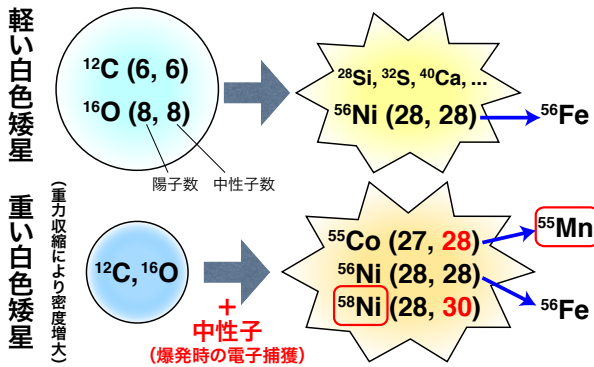 軽い白色矮星
¹²C (6, 6)
¹⁶O (8, 8)
陽子数 中性子数
²⁸Si, ³²S, ⁴⁰Ca, ...
⁵⁶Ni (28, 28)
⁵⁶Fe
重い白色矮星
(重力収縮により密度増大)
¹²C, ¹⁶O
+
中性子
(爆発時の電子捕獲)
⁵⁵Co (27, 28)
⁵⁶Ni (28, 28)
⁵⁸Ni (28, 30)
⁵⁵Mn
⁵⁶Fe